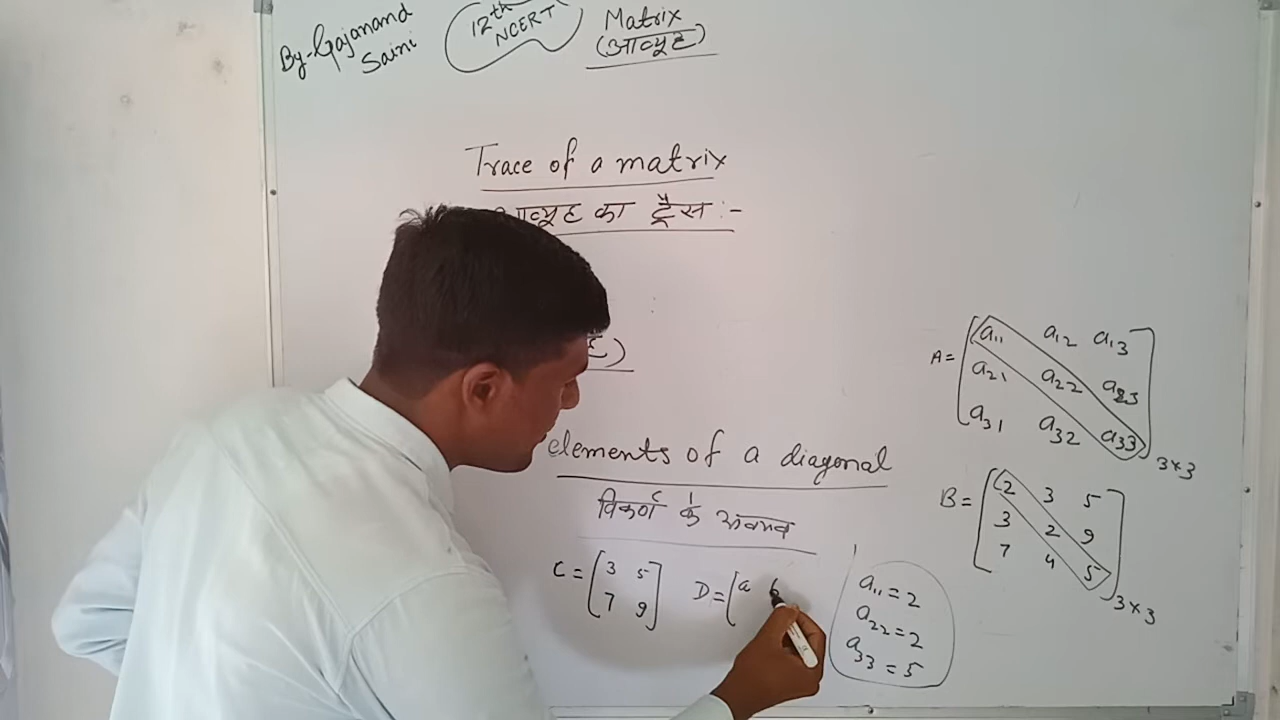 By-Gajanand
Saini
12th
NCERT
Matrix
(आव्यूह)
Trace of a matrix
का ट्रैस :-
elements of a diagonal
विकर्ण के अवयव
C = [3 5
7 9]
D = [a b
A = [a₁₁ a₁₂ a₁₃
a₂₁ a₂₂ a₂₃
a₃₁ a₃₂ a₃₃] 3×3
B = [2 3 5
3 2 9
7 4 5] 3×3
a₁₁ = 2
a₂₂ = 2
a₃₃ = 5